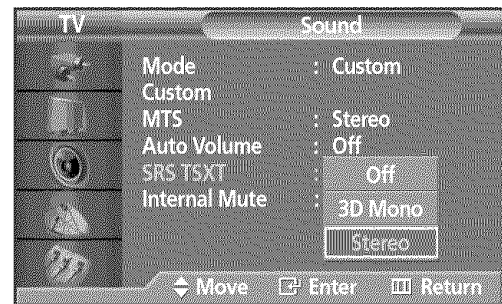 TV Sound
Mode : Custom
Custom
MTS : Stereo
Auto Volume : Off
SRS TSXT : Off
3D Mono
Internal Mute :
Stereo
Move Enter Return